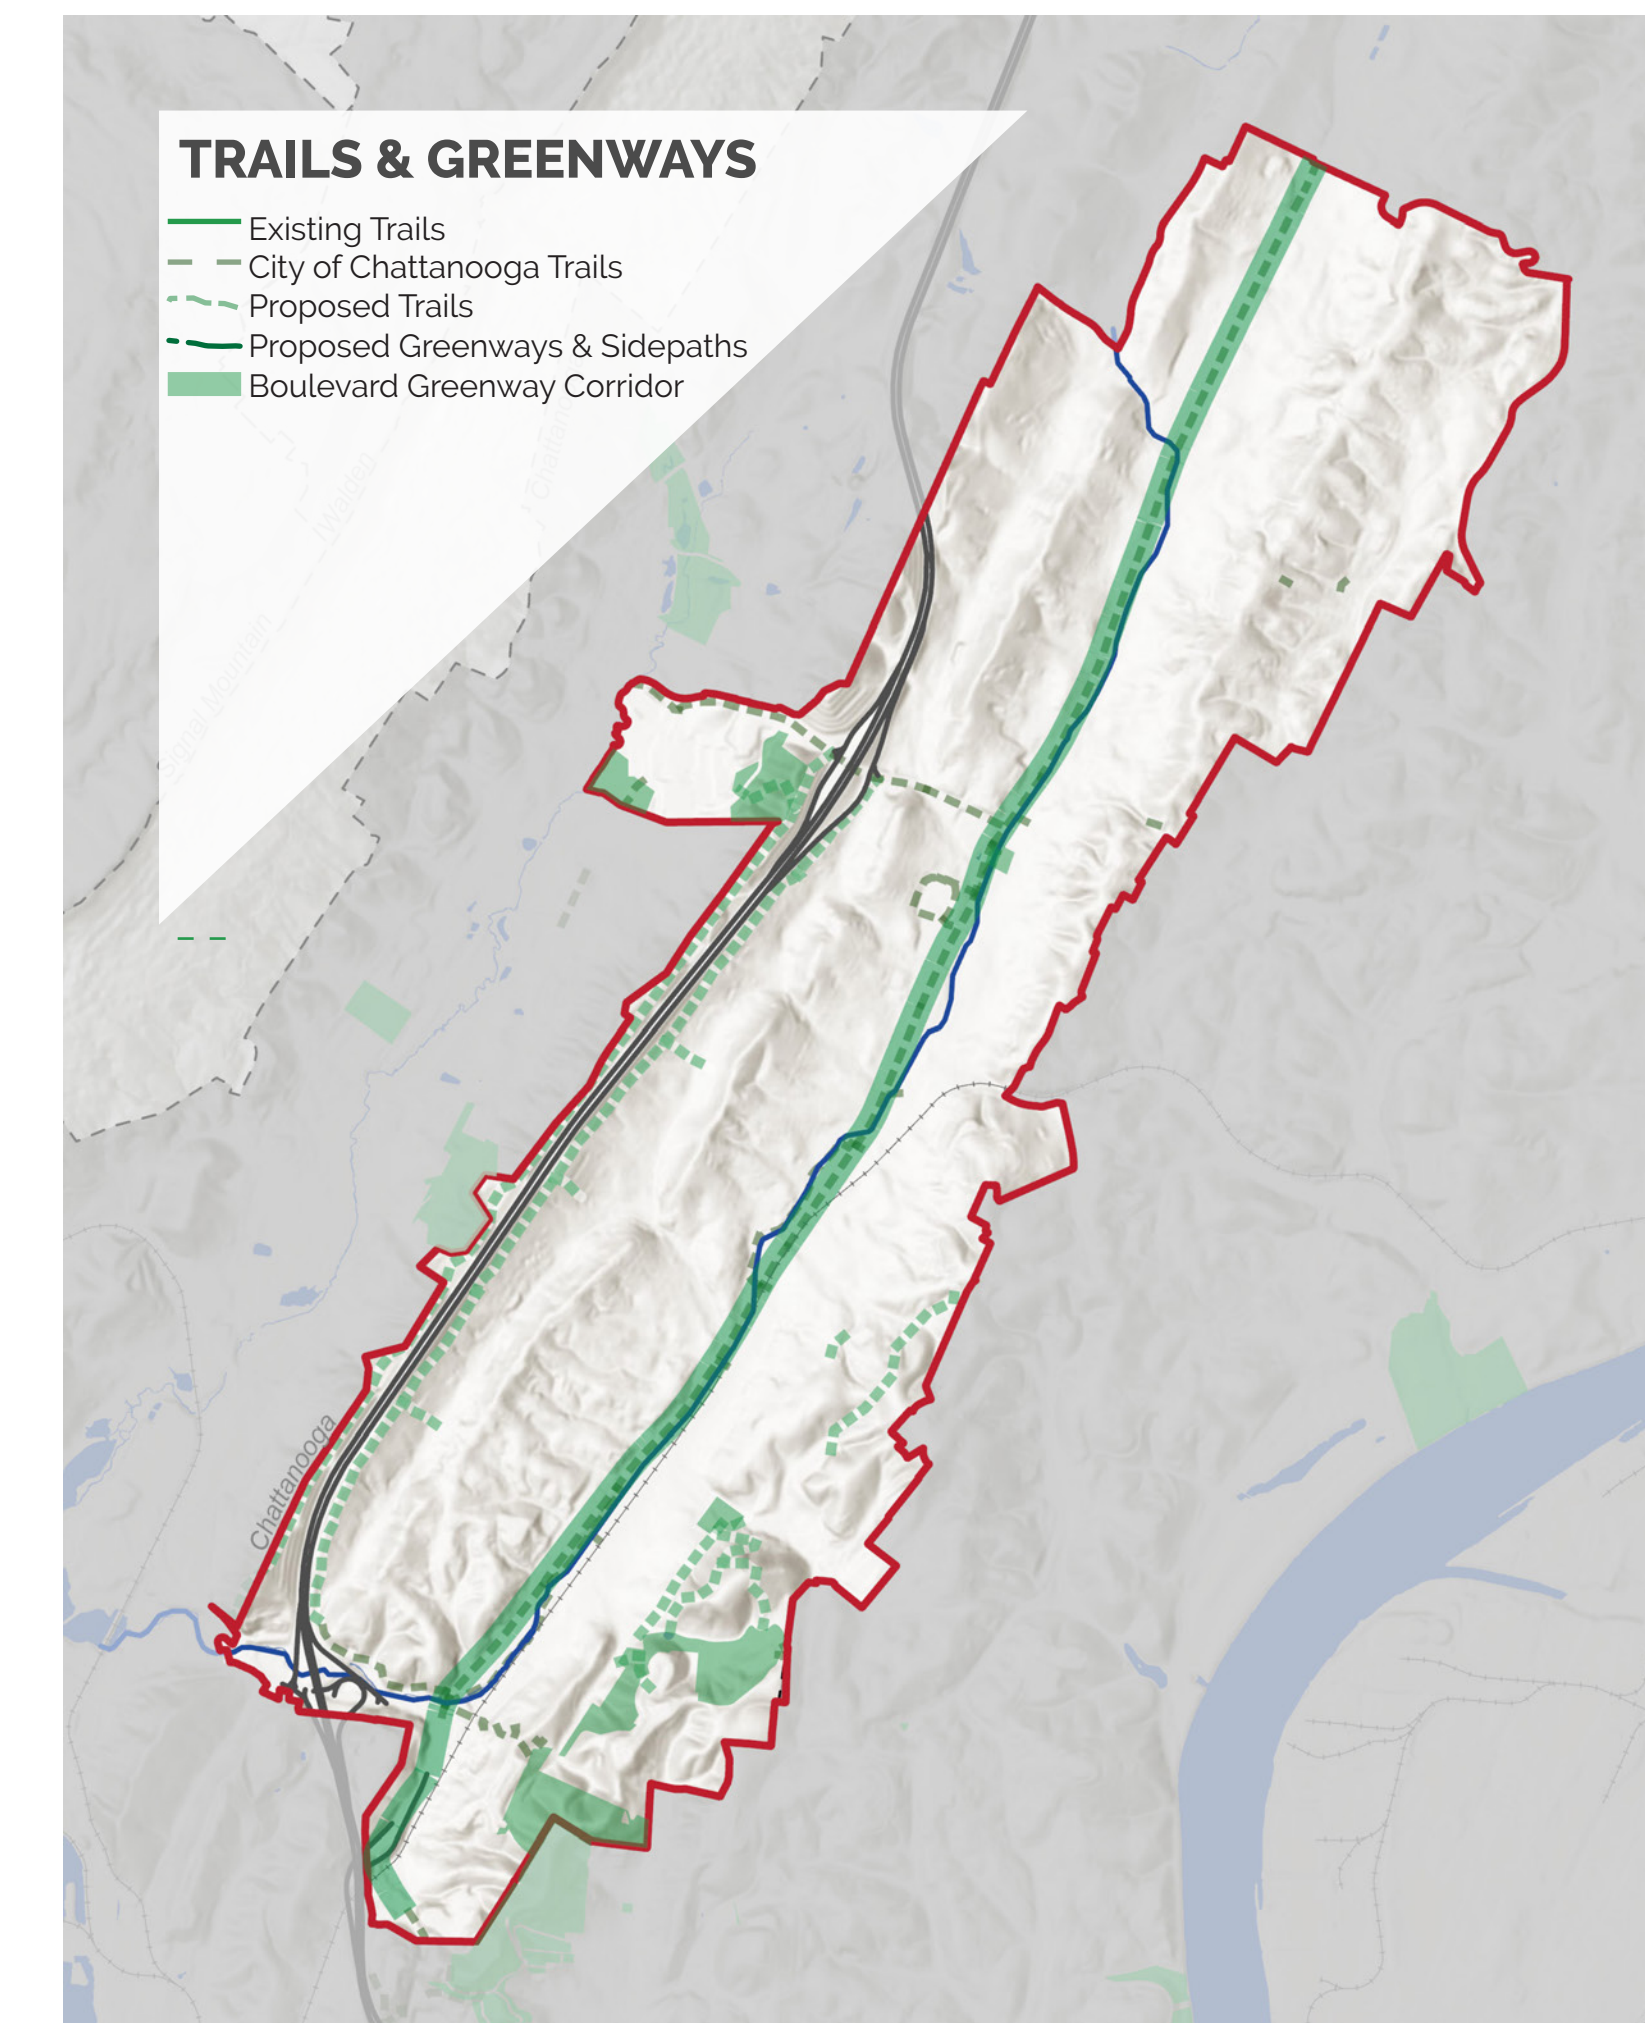 TRAILS & GREENWAYS
Existing Trails
City of Chattanooga Trails
Proposed Trails
Proposed Greenways & Sidepaths
Boulevard Greenway Corridor
Walden
Signal Mountain
Chattanooga